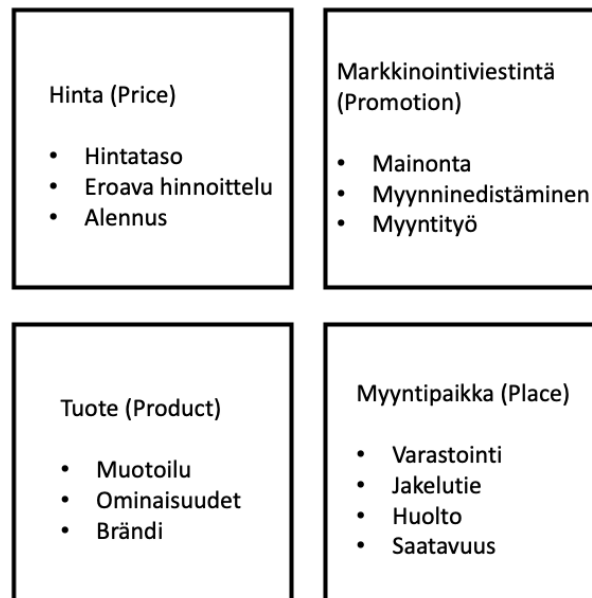 Hinta (Price)
• Hintataso
• Eroava hinnoittelu
• Alennus
Markkinointiviestintä
(Promotion)
• Mainonta
• Myynninedistäminen
• Myyntityö
Tuote (Product)
• Muotoilu
• Ominaisuudet
• Brändi
Myyntipaikka (Place)
• Varastointi
• Jakelutie
• Huolto
• Saatavuus